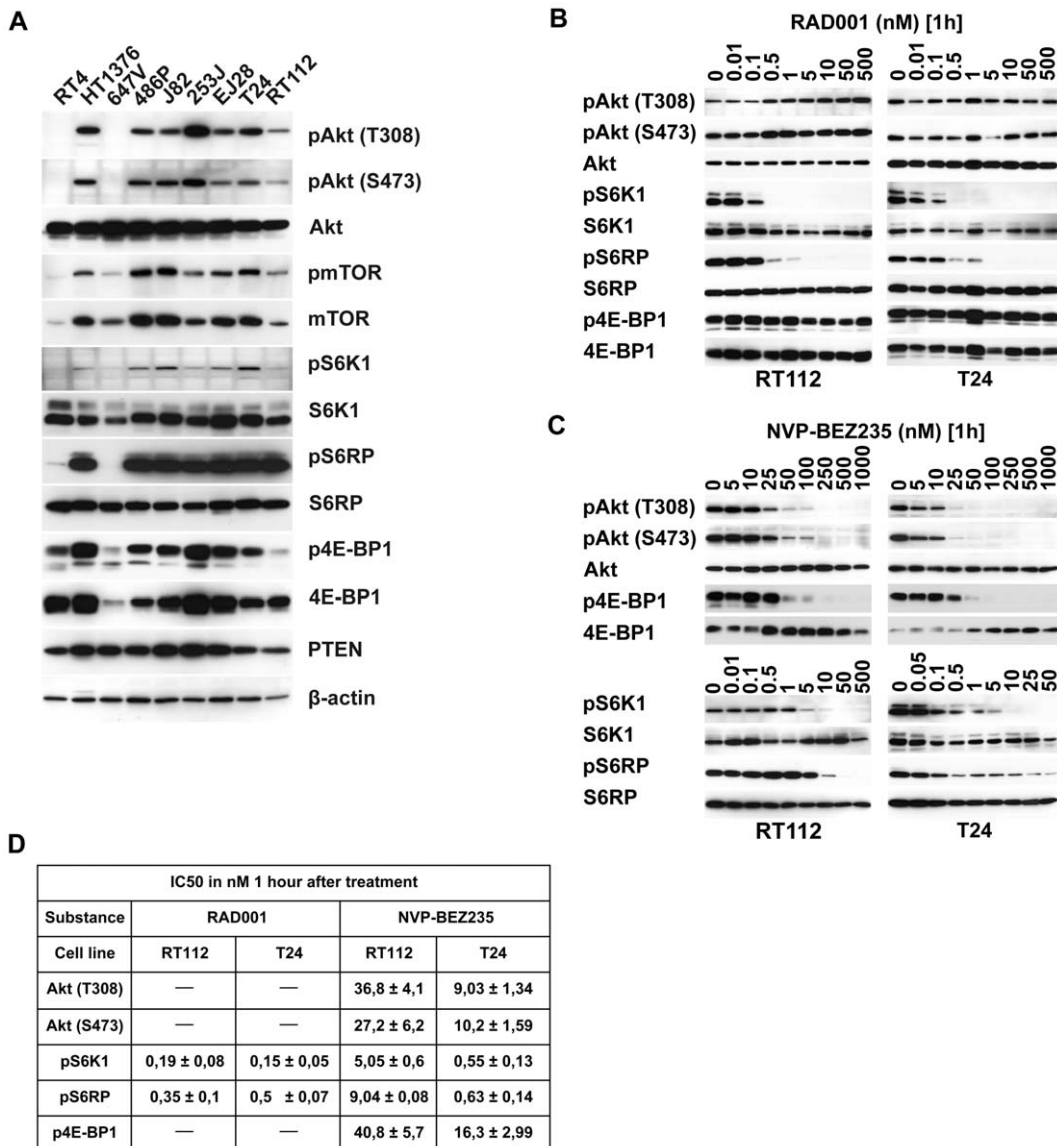 A
RT4 HT1376 647V 486P J82 253J EJ28 T24 RT112
pAkt (T308)
pAkt (S473)
Akt
pmTOR
mTOR
pS6K1
S6K1
pS6RP
S6RP
p4E-BP1
4E-BP1
PTEN
β-actin
B
RAD001 (nM) [1h]
0 0.01 0.1 0.5 1 5 10 50 500 0 0.01 0.1 0.5 1 5 10 50 500
pAkt (T308)
pAkt (S473)
Akt
pS6K1
S6K1
pS6RP
S6RP
p4E-BP1
4E-BP1
RT112 T24
C
NVP-BEZ235 (nM) [1h]
0 5 10 25 50 100 250 500 1000 0 5 10 25 50 100 250 500 1000
pAkt (T308)
pAkt (S473)
Akt
p4E-BP1
4E-BP1
0 0.01 0.1 0.5 1 5 10 50 500 0 0.05 0.1 0.5 1 5 10 25 50
pS6K1
S6K1
pS6RP
S6RP
RT112 T24
D
IC50 in nM 1 hour after treatment
Substance RAD001 NVP-BEZ235
Cell line RT112 T24 RT112 T24
Akt (T308) — — 36,8 ± 4,1 9,03 ± 1,34
Akt (S473) — — 27,2 ± 6,2 10,2 ± 1,59
pS6K1 0,19 ± 0,08 0,15 ± 0,05 5,05 ± 0,6 0,55 ± 0,13
pS6RP 0,35 ± 0,1 0,5 ± 0,07 9,04 ± 0,08 0,63 ± 0,14
p4E-BP1 — — 40,8 ± 5,7 16,3 ± 2,99